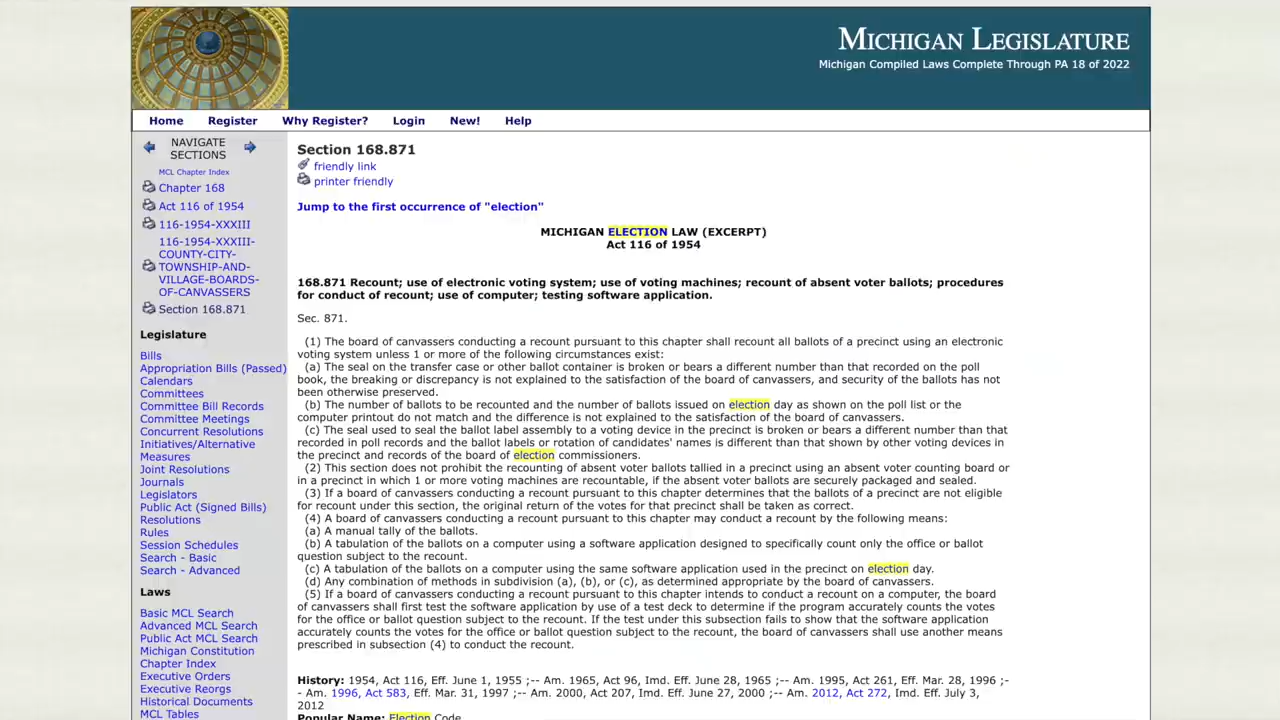 MICHIGAN LEGISLATURE
Michigan Compiled Laws Complete Through PA 18 of 2022
Home Register Why Register? Login New! Help
NAVIGATE
SECTIONS
MCL Chapter Index
Chapter 168
Act 116 of 1954
116-1954-XXXIII
116-1954-XXXIII-
COUNTY-CITY-
TOWNSHIP-AND-
VILLAGE-BOARDS-
OF-CANVASSERS
Section 168.871
Legislature
Bills
Appropriation Bills (Passed)
Calendars
Committees
Committee Bill Records
Committee Meetings
Concurrent Resolutions
Initiatives/Alternative
Measures
Joint Resolutions
Journals
Legislators
Public Act (Signed Bills)
Resolutions
Rules
Session Schedules
Search - Basic
Search - Advanced
Laws
Basic MCL Search
Advanced MCL Search
Public Act MCL Search
Michigan Constitution
Chapter Index
Executive Orders
Executive Reorgs
Historical Documents
MCL Tables
Section 168.871
friendly link
printer friendly
Jump to the first occurrence of "election"
MICHIGAN ELECTION LAW (EXCERPT)
Act 116 of 1954
168.871 Recount; use of electronic voting system; use of voting machines; recount of absent voter ballots; procedures
for conduct of recount; use of computer; testing software application.
Sec. 871.
(1) The board of canvassers conducting a recount pursuant to this chapter shall recount all ballots of a precinct using an electronic
voting system unless 1 or more of the following circumstances exist:
(a) The seal on the transfer case or other ballot container is broken or bears a different number than that recorded on the poll
book, the breaking or discrepancy is not explained to the satisfaction of the board of canvassers, and security of the ballots has not
been otherwise preserved.
(b) The number of ballots to be recounted and the number of ballots issued on election day as shown on the poll list or the
computer printout do not match and the difference is not explained to the satisfaction of the board of canvassers.
(c) The seal used to seal the ballot label assembly to a voting device in the precinct is broken or bears a different number than that
recorded in poll records and the ballot labels or rotation of candidates' names is different than that shown by other voting devices in
the precinct and records of the board of election commissioners.
(2) This section does not prohibit the recounting of absent voter ballots tallied in a precinct using an absent voter counting board or
in a precinct in which 1 or more voting machines are recountable, if the absent voter ballots are securely packaged and sealed.
(3) If a board of canvassers conducting a recount pursuant to this chapter determines that the ballots of a precinct are not eligible
for recount under this section, the original return of the votes for that precinct shall be taken as correct.
(4) A board of canvassers conducting a recount pursuant to this chapter may conduct a recount by the following means:
(a) A manual tally of the ballots.
(b) A tabulation of the ballots on a computer using a software application designed to specifically count only the office or ballot
question subject to the recount.
(c) A tabulation of the ballots on a computer using the same software application used in the precinct on election day.
(d) Any combination of methods in subdivision (a), (b), or (c), as determined appropriate by the board of canvassers.
(5) If a board of canvassers conducting a recount pursuant to this chapter intends to conduct a recount on a computer, the board
of canvassers shall first test the software application by use of a test deck to determine if the program accurately counts the votes
for the office or ballot question subject to the recount. If the test under this subsection fails to show that the software application
accurately counts the votes for the office or ballot question subject to the recount, the board of canvassers shall use another means
prescribed in subsection (4) to conduct the recount.
History: 1954, Act 116, Eff. June 1, 1955 ;-- Am. 1965, Act 96, Imd. Eff. June 28, 1965 ;-- Am. 1995, Act 261, Eff. Mar. 28, 1996 ;-
- Am. 1996, Act 583, Eff. Mar. 31, 1997 ;-- Am. 2000, Act 207, Imd. Eff. June 27, 2000 ;-- Am. 2012, Act 272, Imd. Eff. July 3,
2012
Popular Name: Election Code